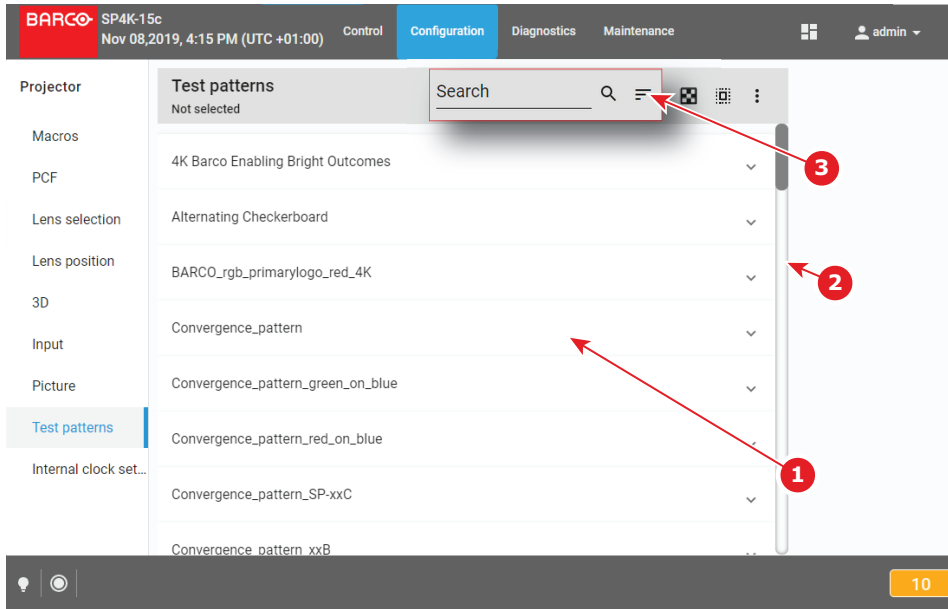 BARCO
SP4K-15c
Nov 08,2019, 4:15 PM (UTC +01:00)
Control
Configuration
Diagnostics
Maintenance
admin
Projector
Macros
PCF
Lens selection
Lens position
3D
Input
Picture
Test patterns
Internal clock set...
Test patterns
Not selected
Search
4K Barco Enabling Bright Outcomes
Alternating Checkerboard
BARCO_rgb_primarylogo_red_4K
Convergence_pattern
Convergence_pattern_green_on_blue
Convergence_pattern_red_on_blue
Convergence_pattern_SP-xxC
Convergence_pattern_xxB
3
2
1
10